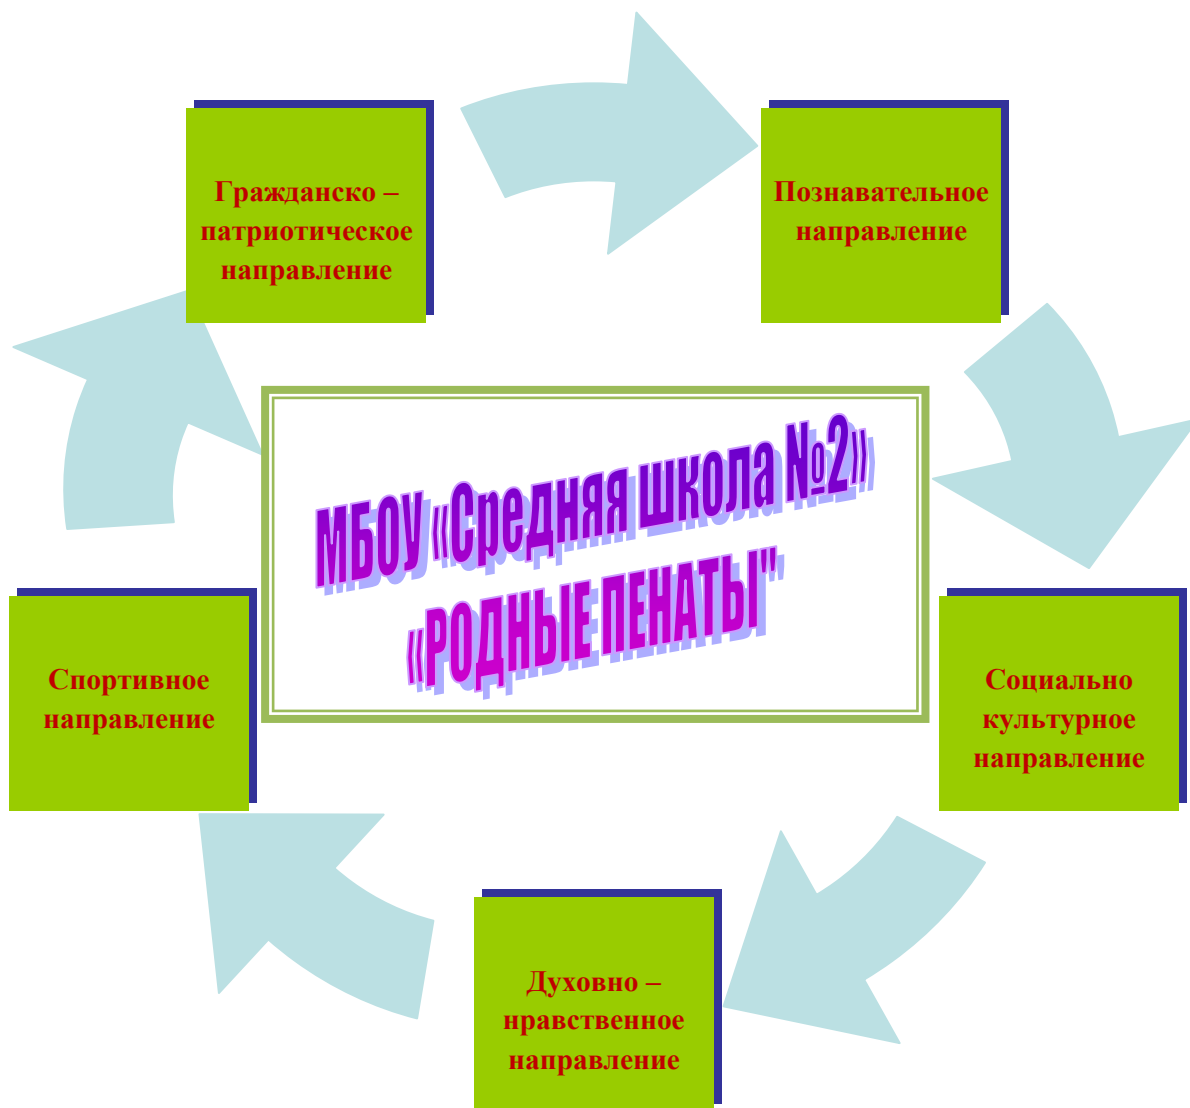 Гражданско –
патриотическое
направление
Познавательное
направление
МБОУ «Средняя школа №2»
«РОДНЫЕ ПЕНАТЫ"
Спортивное
направление
Социально
культурное
направление
Духовно –
нравственное
направление